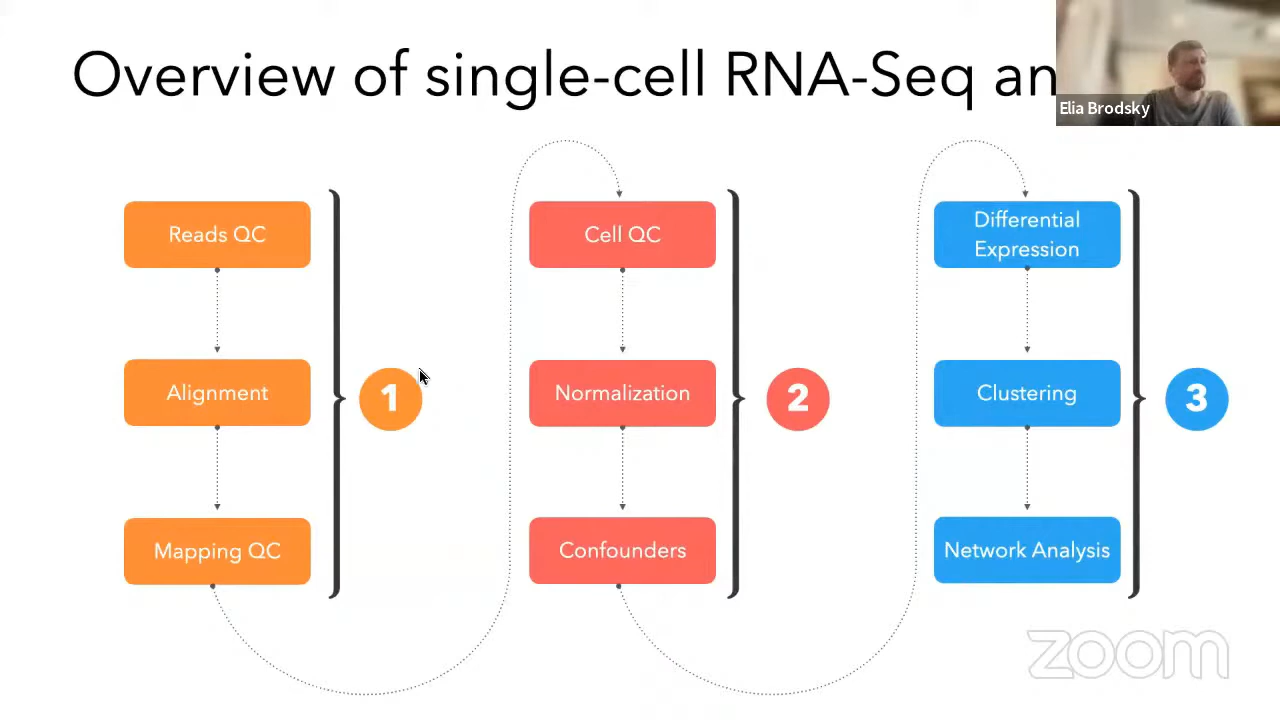 Overview of single-cell RNA-Seq an
Elia Brodsky
Reads QC
Alignment
Mapping QC
1
Cell QC
Normalization
Confounders
2
Differential
Expression
Clustering
Network Analysis
3
zoom